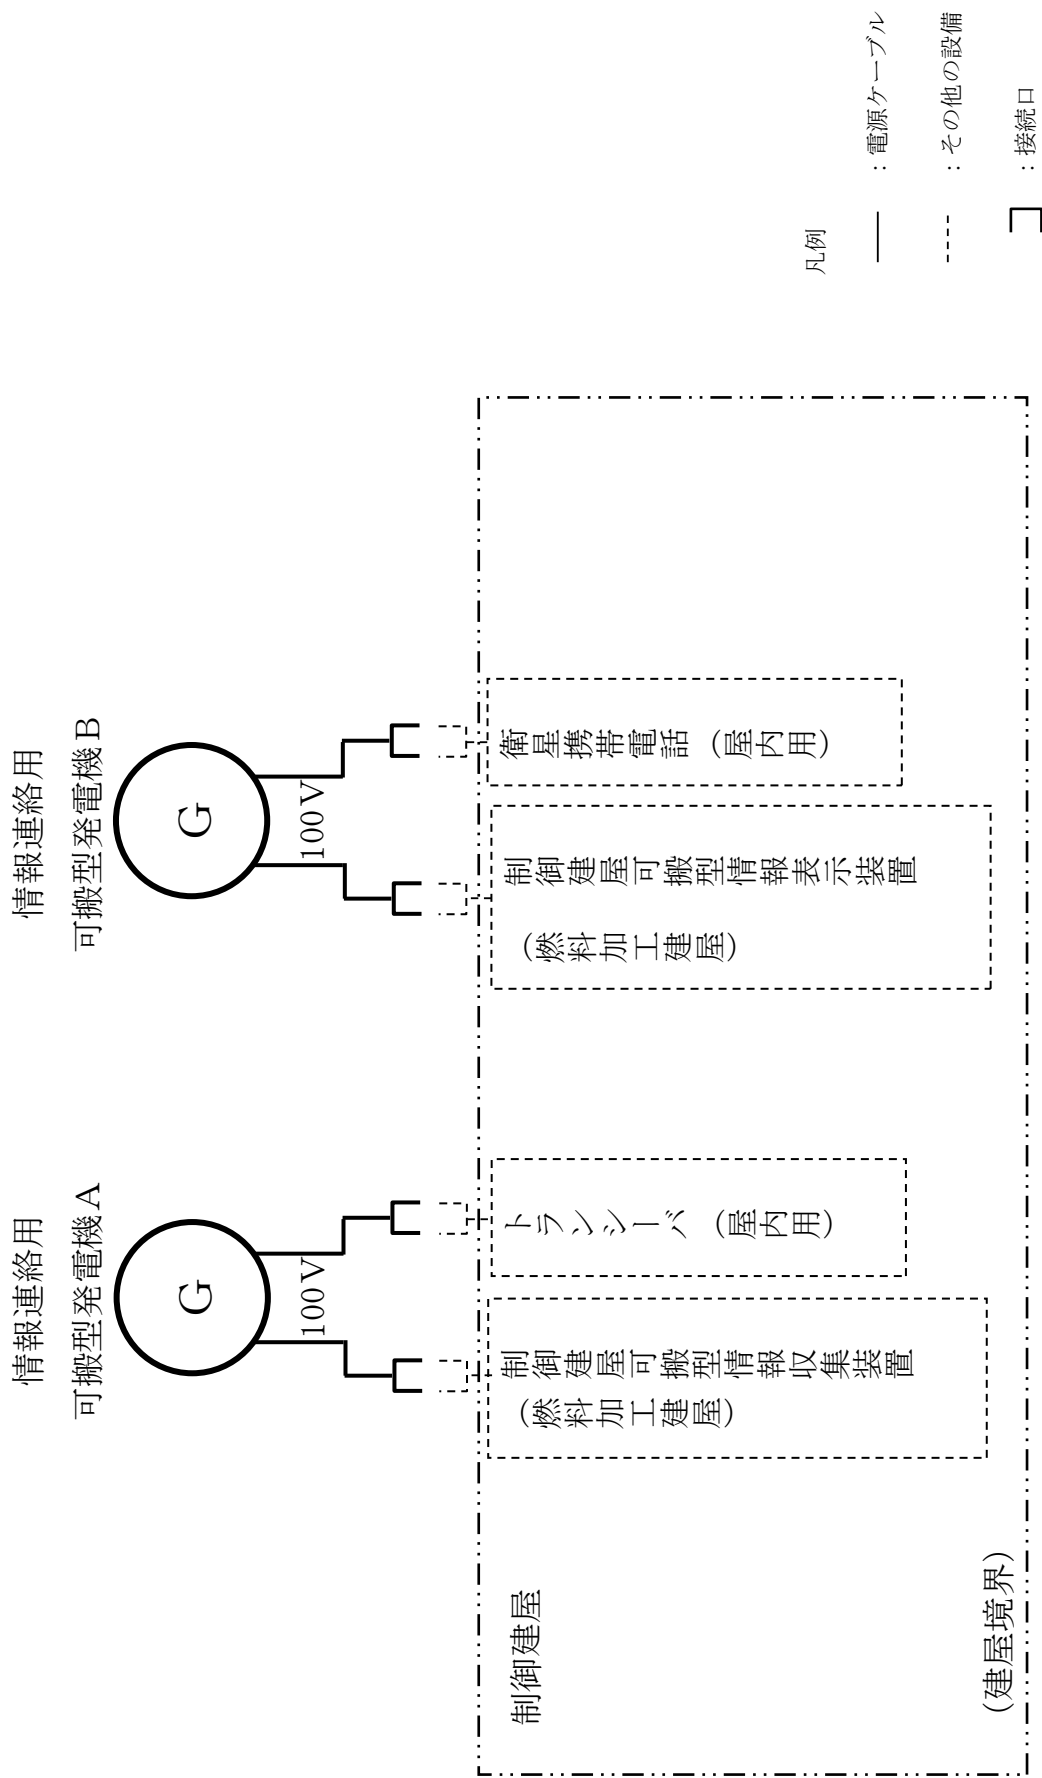 情報連絡用
可搬型発電機A
G
100V
情報連絡用
可搬型発電機B
G
100V
制御建屋
制御建屋可搬型情報収集装置
(燃料加工建屋)
トランシーバ (屋内用)
制御建屋可搬型情報表示装置
(燃料加工建屋)
衛星携帯電話 (屋内用)
(建屋境界)
凡例
:電源ケーブル
:その他の設備
:接続口